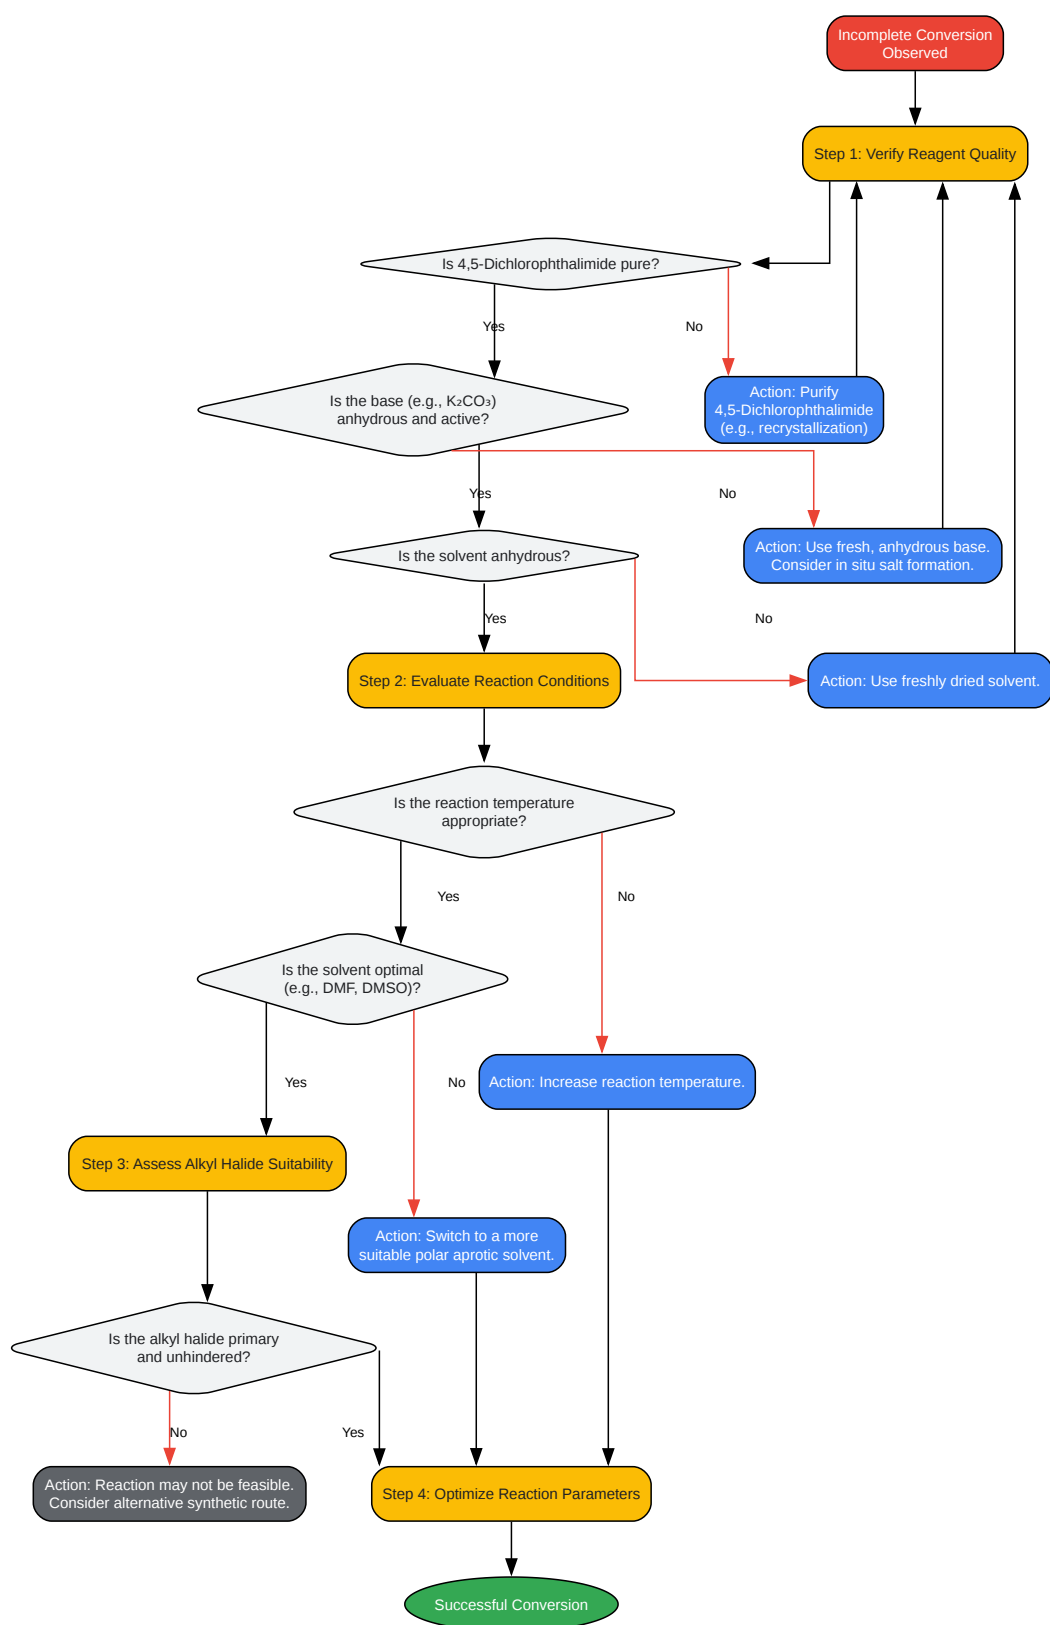 Incomplete Conversion
Observed
Step 1: Verify Reagent Quality
Is 4,5-Dichlorophthalimide pure?
Yes
No
Is the base (e.g., K₂CO₃)
anhydrous and active?
Action: Purify
4,5-Dichlorophthalimide
(e.g., recrystallization)
Yes
No
Is the solvent anhydrous?
Action: Use fresh, anhydrous base.
Consider in situ salt formation.
Yes
No
Step 2: Evaluate Reaction Conditions
Action: Use freshly dried solvent.
Is the reaction temperature
appropriate?
Yes
No
Is the solvent optimal
(e.g., DMF, DMSO)?
Yes
No
Action: Increase reaction temperature.
Step 3: Assess Alkyl Halide Suitability
Action: Switch to a more
suitable polar aprotic solvent.
Is the alkyl halide primary
and unhindered?
No
Yes
Action: Reaction may not be feasible.
Consider alternative synthetic route.
Step 4: Optimize Reaction Parameters
Successful Conversion